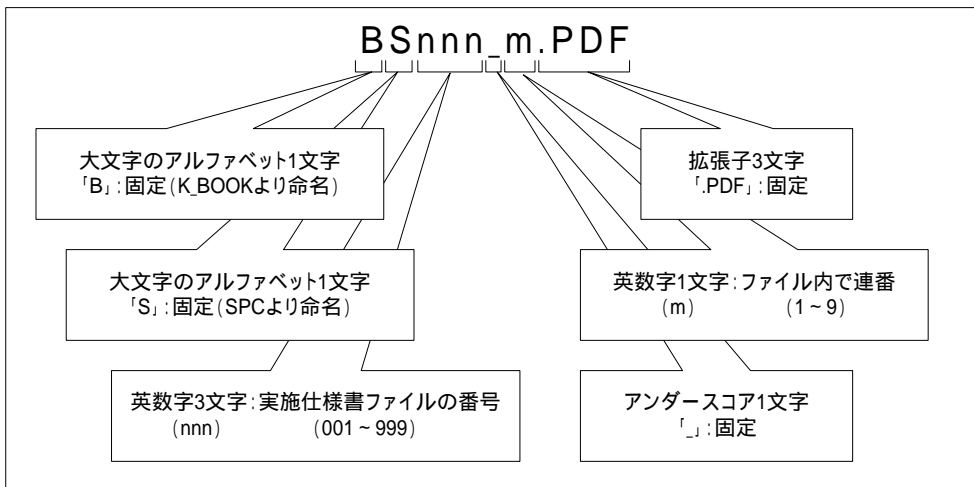 BSnnn_m.PDF
大文字のアルファベット1文字
「B」:固定(K_BOOKより命名)
拡張子3文字
「.PDF」:固定
大文字のアルファベット1文字
「S」:固定(SPCより命名)
英数字1文字:ファイル内で連番
(m) (1~9)
英数字3文字:実施仕様書ファイルの番号
(nnn) (001~999)
アンダースコア1文字
「_」:固定